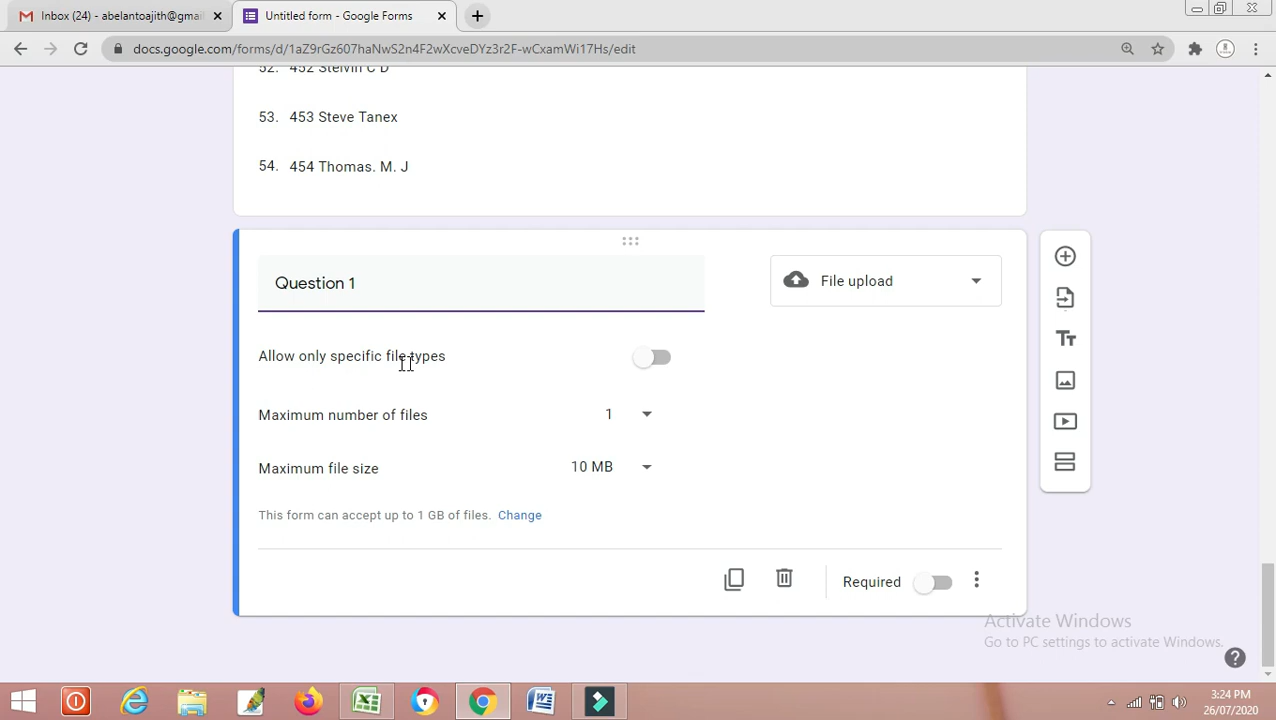 Inbox (24) - abelantoajith@gmai
Untitled form - Google Forms
docs.google.com/forms/d/1aZ9rGz607haNwS2n4F2wXcveDYz3r2F-wCxamWi17Hs/edit
52. 452 Stelvin C D
53. 453 Steve Tanex
54. 454 Thomas. M. J
Question 1
File upload
Allow only specific file types
Maximum number of files 1
Maximum file size 10 MB
This form can accept up to 1 GB of files. Change
Required
Activate Windows
Go to PC settings to activate Windows.
3:24 PM
26/07/2020